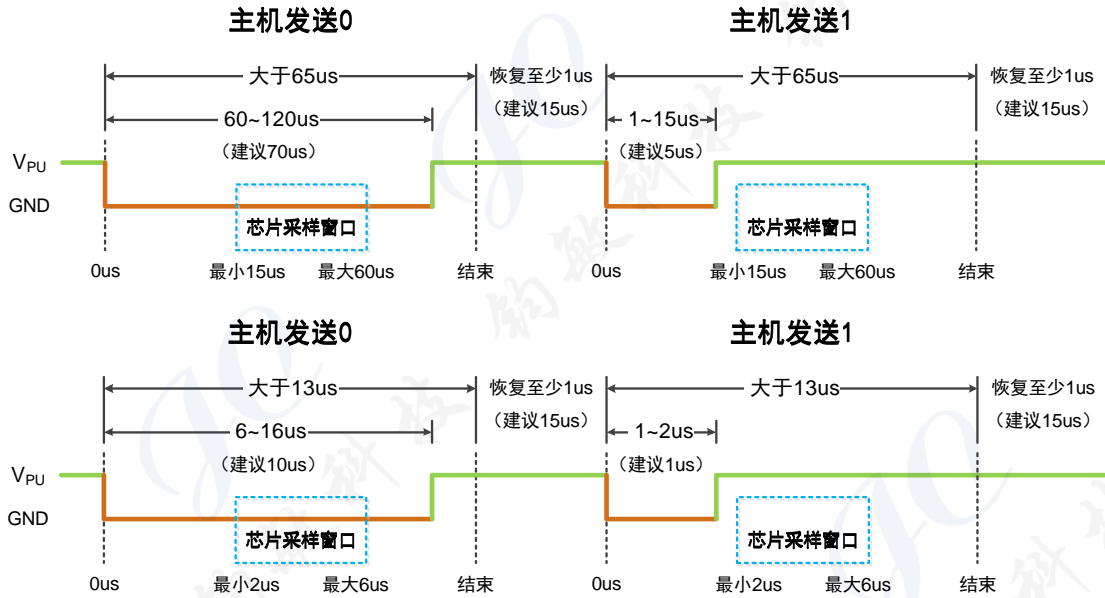 主机发送0 主机发送1
大于65us 恢复至少1us 大于65us 恢复至少1us
(建议15us) (建议15us)
60~120us 1~15us
(建议70us) (建议5us)
VPU
GND
芯片采样窗口 芯片采样窗口
0us 最小15us 最大60us 结束 0us 最小15us 最大60us 结束
主机发送0 主机发送1
大于13us 恢复至少1us 大于13us 恢复至少1us
(建议15us) (建议15us)
6~16us 1~2us
(建议10us) (建议1us)
VPU
GND
芯片采样窗口 芯片采样窗口
0us 最小2us 最大6us 结束 0us 最小2us 最大6us 结束